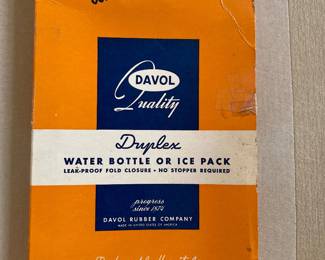 DAVOL
Quality
Duplex
WATER BOTTLE OR ICE PACK
LEAK-PROOF FOLD CLOSURE • NO STOPPER REQUIRED
progress
since 1874
DAVOL RUBBER COMPANY
MADE IN UNITED STATES OF AMERICA